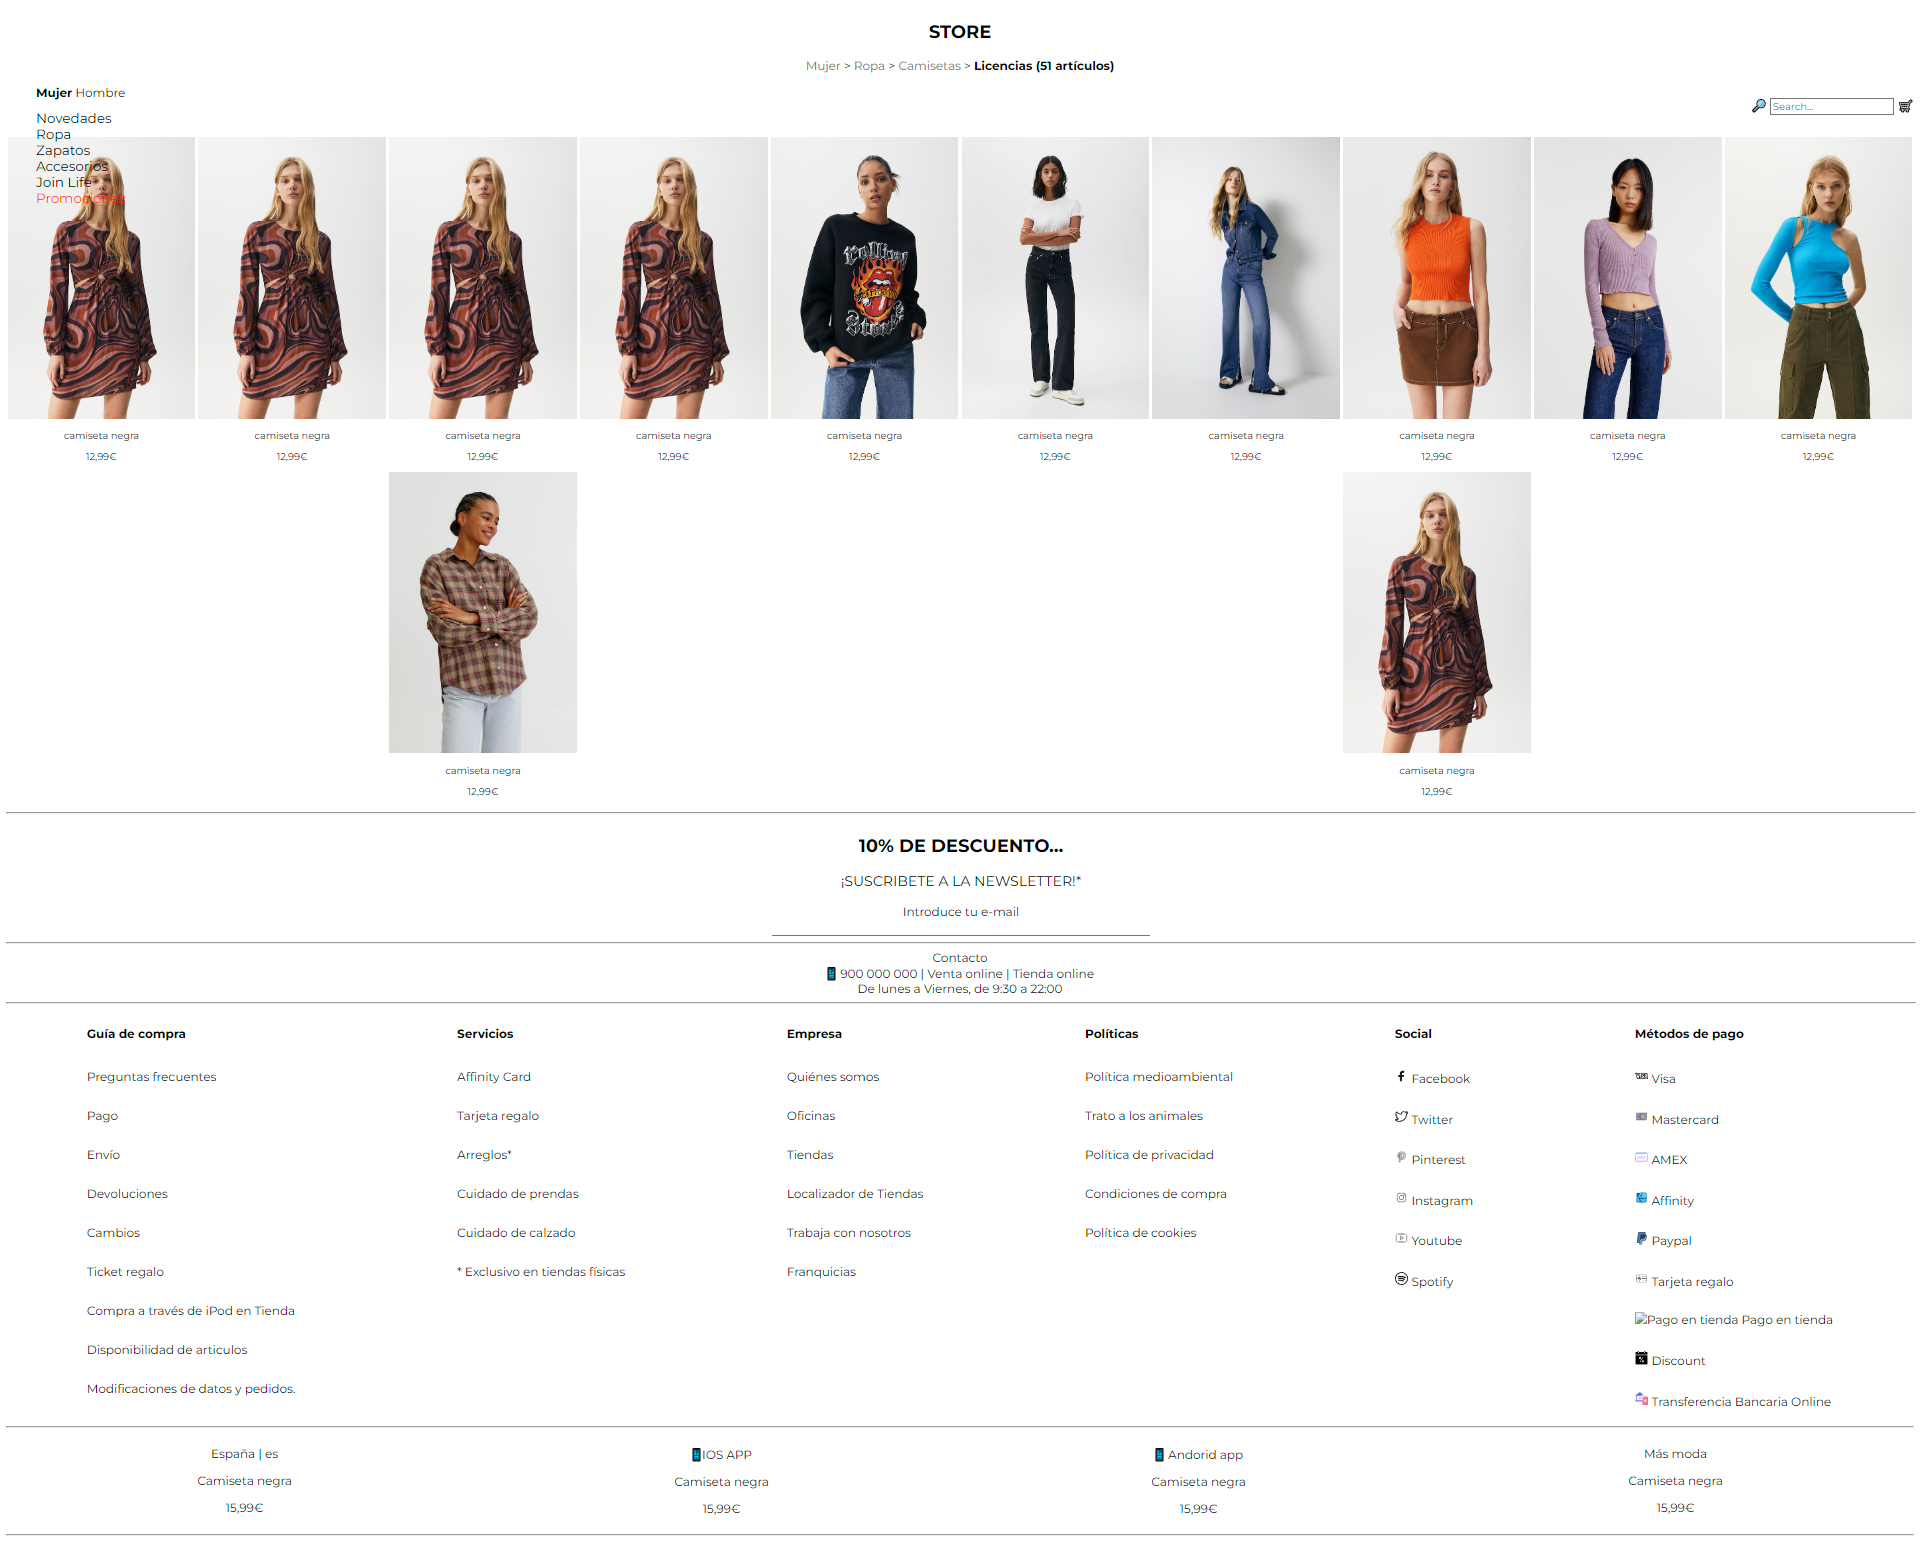 STORE
Mujer > Ropa > Camisetas > Licencias (51 artículos)
Mujer Hombre
Search...
Novedades
Ropa
Zapatos
Accesorios
Join Life
Promociones
camiseta negra camiseta negra camiseta negra camiseta negra camiseta negra camiseta negra camiseta negra camiseta negra camiseta negra camiseta negra
12,99€ 12,99€ 12,99€ 12,99€ 12,99€ 12,99€ 12,99€ 12,99€ 12,99€ 12,99€
camiseta negra camiseta negra
12,99€ 12,99€
10% DE DESCUENTO...
¡SUSCRIBETE A LA NEWSLETTER!*
Introduce tu e-mail
Contacto
900 000 000 | Venta online | Tienda online
De lunes a Viernes, de 9:30 a 22:00
Guía de compra
Preguntas frecuentes
Pago
Envío
Devoluciones
Cambios
Ticket regalo
Compra a través de iPod en Tienda
Disponibilidad de articulos
Modificaciones de datos y pedidos.
Servicios
Affinity Card
Tarjeta regalo
Arreglos*
Cuidado de prendas
Cuidado de calzado
* Exclusivo en tiendas físicas
Empresa
Quiénes somos
Oficinas
Tiendas
Localizador de Tiendas
Trabaja con nosotros
Franquicias
Políticas
Política medioambiental
Trato a los animales
Política de privacidad
Condiciones de compra
Política de cookies
Social
Facebook
Twitter
Pinterest
Instagram
Youtube
Spotify
Métodos de pago
Visa
Mastercard
AMEX
Affinity
Paypal
Tarjeta regalo
Pago en tienda Pago en tienda
Discount
Transferencia Bancaria Online
España | es
Camiseta negra
15,99€
IOS APP
Camiseta negra
15,99€
Andorid app
Camiseta negra
15,99€
Más moda
Camiseta negra
15,99€